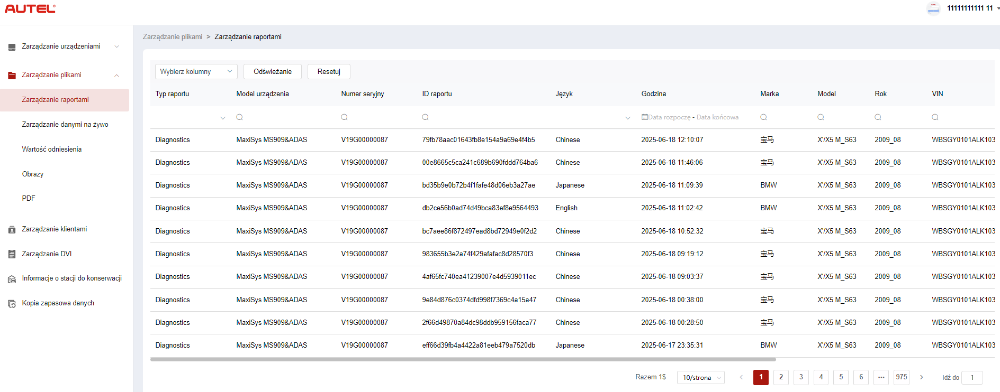 AUTEL
11111111111 11
Zarządzanie urządzeniami
Zarządzanie plikami
Zarządzanie raportami
Zarządzanie danymi na żywo
Wartość odniesienia
Obrazy
PDF
Zarządzanie klientami
Zarządzanie DVI
Informacje o stacji do konserwacji
Kopia zapasowa danych
Zarządzanie plikami > Zarządzanie raportami
Wybierz kolumny Odświeżanie Resetuj
Typ raportu Model urządzenia Numer seryjny ID raportu Język Godzina Marka Model Rok VIN
Data rozpoczę - Data końcowa
Diagnostics MaxiSys MS909&ADAS V19G00000087 79fb78aac01643fb8e154a9a69e4f4b5 Chinese 2025-06-18 12:10:07 宝马 X'/X5 M_S63 2009_08 WBSGY0101ALK103
Diagnostics MaxiSys MS909&ADAS V19G00000087 00e8665c5ca241c689b690fddd764ba6 Chinese 2025-06-18 11:46:06 宝马 X'/X5 M_S63 2009_08 WBSGY0101ALK103
Diagnostics MaxiSys MS909&ADAS V19G00000087 bd35b9e0b72b4f1fafe48d06eb3a27ae Japanese 2025-06-18 11:09:39 BMW X'/X5 M_S63 2009_08 WBSGY0101ALK103
Diagnostics MaxiSys MS909&ADAS V19G00000087 db2ce56b0ad74d49bca83ef8e9564493 English 2025-06-18 11:02:42 BMW X'/X5 M_S63 2009_08 WBSGY0101ALK103
Diagnostics MaxiSys MS909&ADAS V19G00000087 bc7aee86f872497ead8bd72949e0f2d2 Chinese 2025-06-18 10:52:32 宝马 X'/X5 M_S63 2009_08 WBSGY0101ALK103
Diagnostics MaxiSys MS909&ADAS V19G00000087 983655b3e2a74f429afafac8d28570f3 Chinese 2025-06-18 09:19:12 宝马 X'/X5 M_S63 2009_08 WBSGY0101ALK103
Diagnostics MaxiSys MS909&ADAS V19G00000087 4af65fc740ea41239007e4d5939011ec Chinese 2025-06-18 09:03:37 宝马 X'/X5 M_S63 2009_08 WBSGY0101ALK103
Diagnostics MaxiSys MS909&ADAS V19G00000087 9e84d876c0374dfd998f7369c4a15a47 Chinese 2025-06-18 00:38:00 宝马 X'/X5 M_S63 2009_08 WBSGY0101ALK103
Diagnostics MaxiSys MS909&ADAS V19G00000087 2f66d49870a84dc98ddb959156faca77 Chinese 2025-06-18 00:28:50 宝马 X'/X5 M_S63 2009_08 WBSGY0101ALK103
Diagnostics MaxiSys MS909&ADAS V19G00000087 eff66d39fb4a4422a81eeb479a7520db Japanese 2025-06-17 23:35:31 BMW X'/X5 M_S63 2009_08 WBSGY0101ALK103
Razem 1$ 10/strona < 1 2 3 4 5 6 ••• 975 > Idź do 1